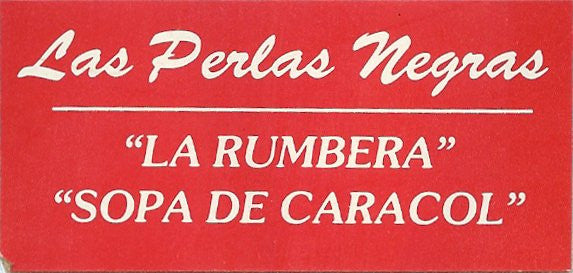 Las Perlas Negras
“LA RUMBERA”
“SOPA DE CARACOL”